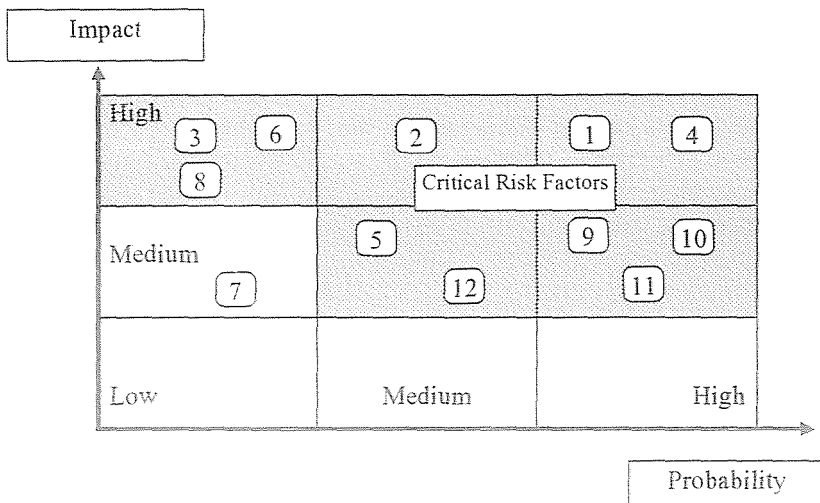 Impact
High
3
6
2
1
4
8
Critical Risk Factors
Medium
5
9
10
7
12
11
Low
Medium
High
Probability